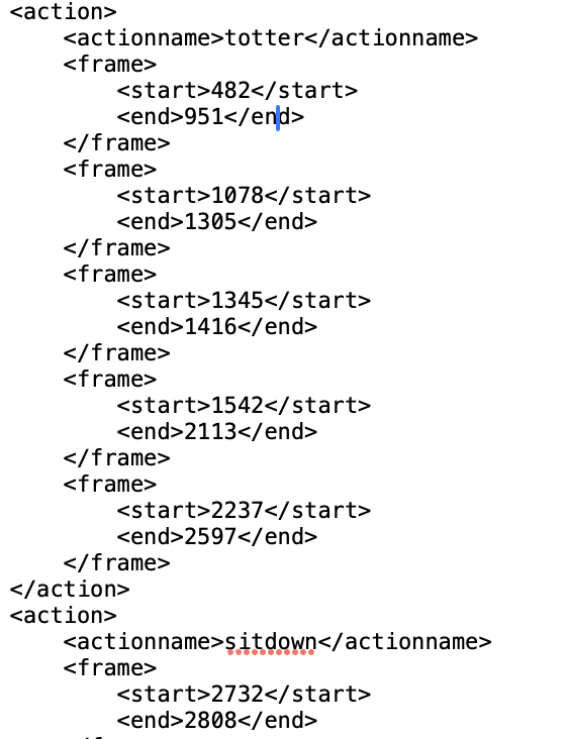 <action>
<actionname>totter</actionname>
<frame>
<start>482</start>
<end>951</end>
</frame>
<frame>
<start>1078</start>
<end>1305</end>
</frame>
<frame>
<start>1345</start>
<end>1416</end>
</frame>
<frame>
<start>1542</start>
<end>2113</end>
</frame>
<frame>
<start>2237</start>
<end>2597</end>
</frame>
</action>
<action>
<actionname>sitdown</actionname>
<frame>
<start>2732</start>
<end>2808</end>